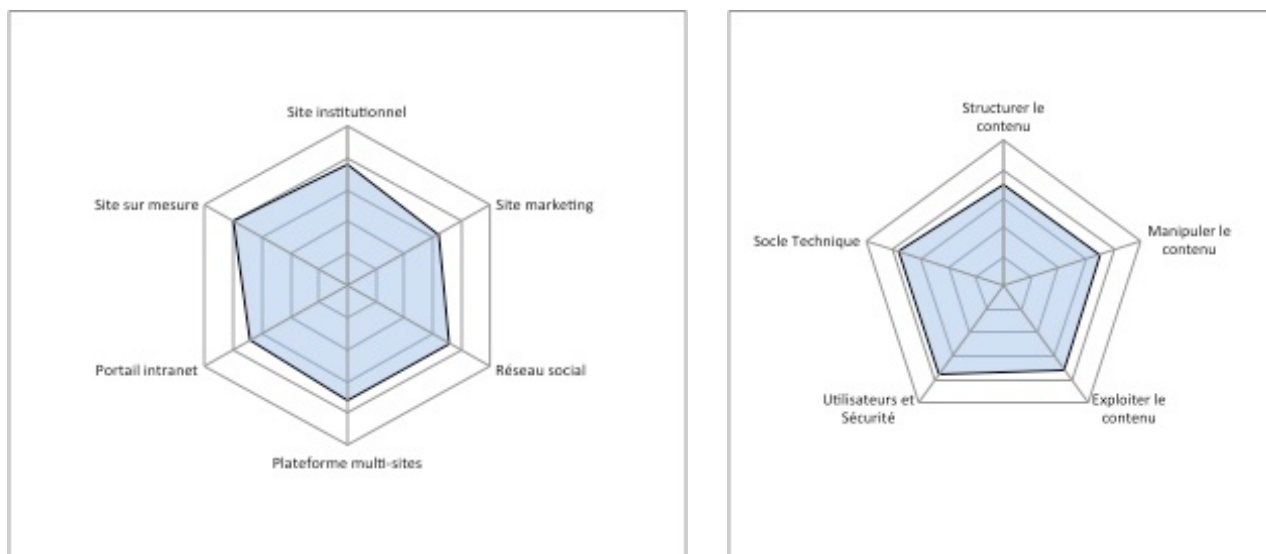 Site institutionnel
Site sur mesure
Site marketing
Portail intranet
Réseau social
Plateforme multi-sites
Structurer le
contenu
Socle Technique
Manipuler le
contenu
Utilisateurs et
Sécurité
Exploiter le
contenu